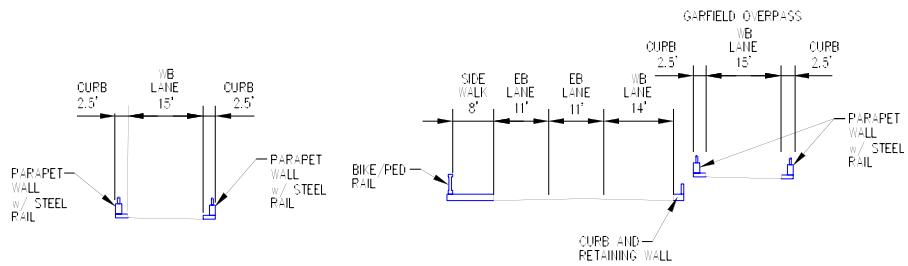 CURB
2.5'
WB
LANE
15'
CURB
2.5'
PARAPET
WALL
w/ STEEL
RAIL
PARAPET
WALL
w/ STEEL
RAIL
SIDE
WALK
8'
EB
LANE
11'
EB
LANE
11'
WB
LANE
14'
BIKE/PED
RAIL
CURB AND
RETAINING WALL
GARFIELD OVERPASS
CURB
2.5'
WB
LANE
15'
CURB
2.5'
PARAPET
WALL
w/ STEEL
RAIL